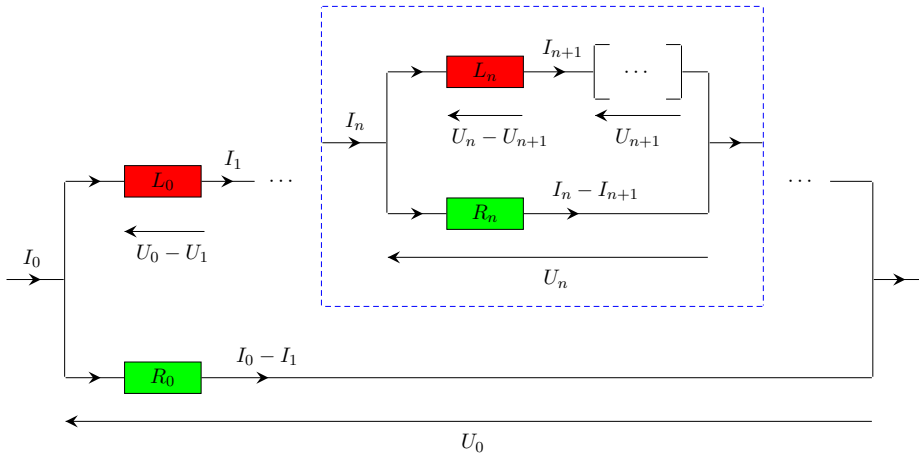 I_{n+1}
L_n
⋯
I_n
U_n − U_{n+1}
U_{n+1}
I_1
L_0
⋯
⋯
I_n − I_{n+1}
R_n
U_0 − U_1
I_0
U_n
I_0 − I_1
R_0
U_0